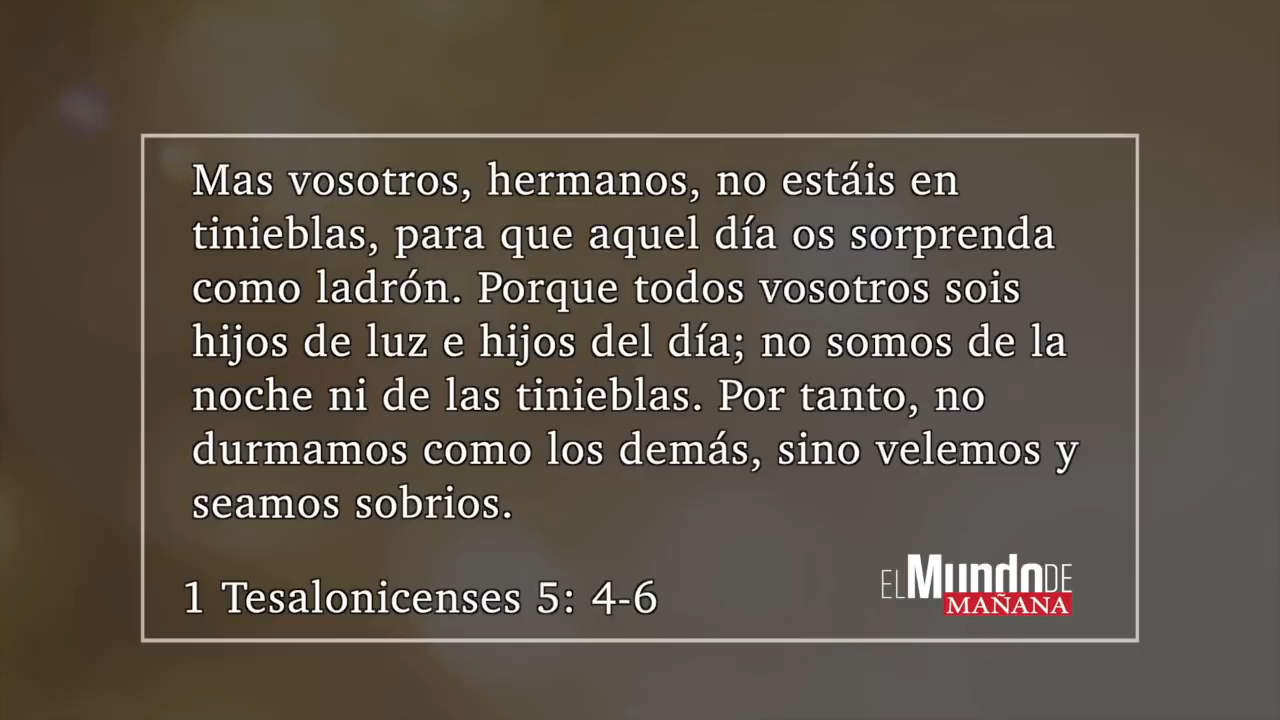 Mas vosotros, hermanos, no estáis en
tinieblas, para que aquel día os sorprenda
como ladrón. Porque todos vosotros sois
hijos de luz e hijos del día; no somos de la
noche ni de las tinieblas. Por tanto, no
durmamos como los demás, sino velemos y
seamos sobrios.
1 Tesalonicenses 5: 4-6
EL Mundo DE
MAÑANA